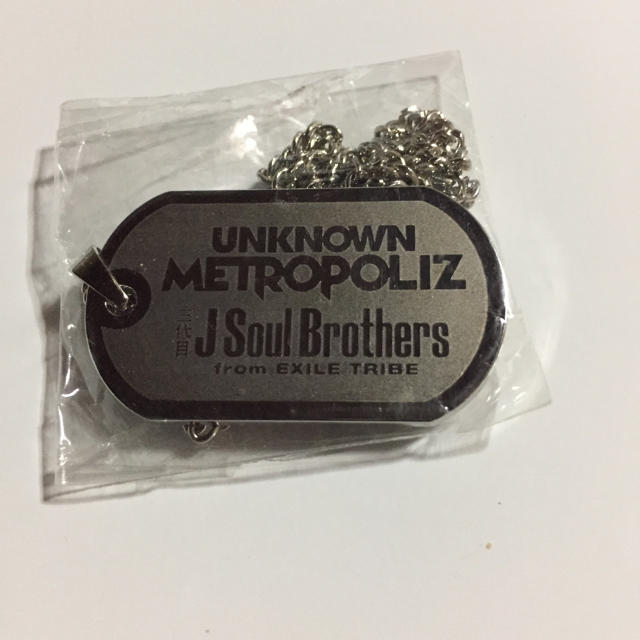 UNKNOWN
METROPOLIZ
三代目 J Soul Brothers
from EXILE TRIBE